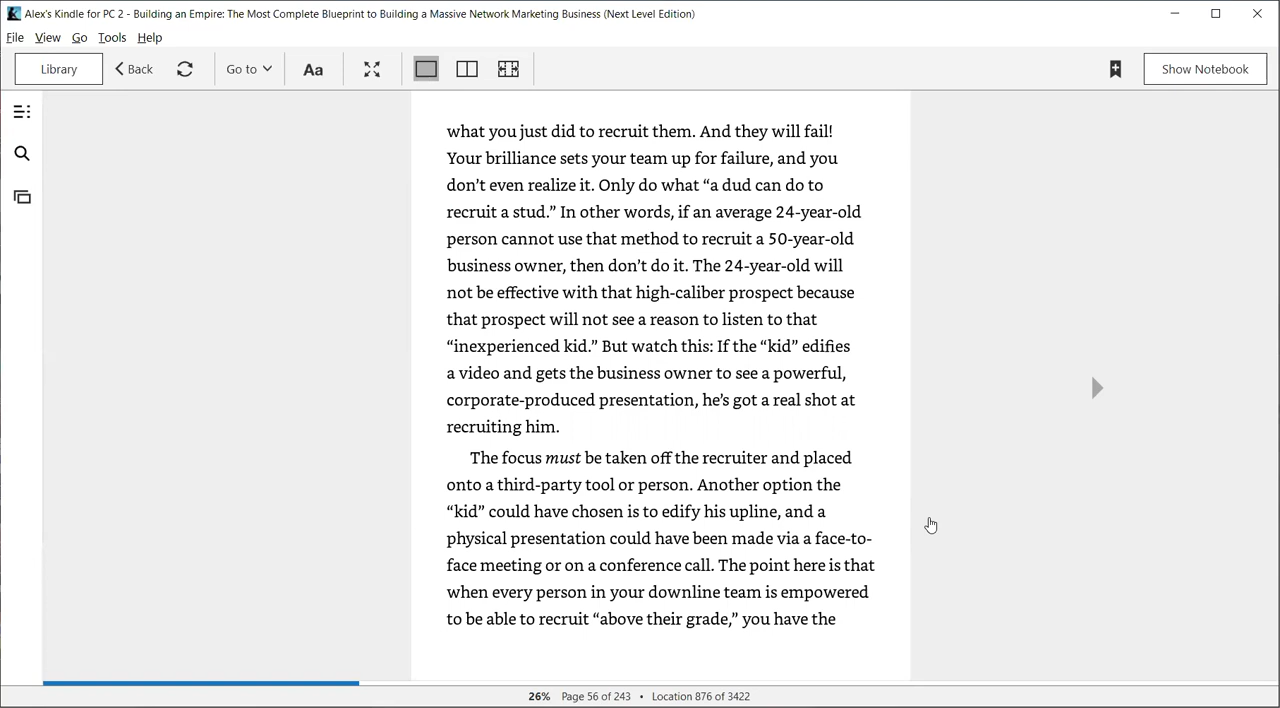 Alex's Kindle for PC 2 - Building an Empire: The Most Complete Blueprint to Building a Massive Network Marketing Business (Next Level Edition)
File View Go Tools Help
Library Back Go to Aa Show Notebook
what you just did to recruit them. And they will fail!
Your brilliance sets your team up for failure, and you
don’t even realize it. Only do what “a dud can do to
recruit a stud.” In other words, if an average 24-year-old
person cannot use that method to recruit a 50-year-old
business owner, then don’t do it. The 24-year-old will
not be effective with that high-caliber prospect because
that prospect will not see a reason to listen to that
“inexperienced kid.” But watch this: If the “kid” edifies
a video and gets the business owner to see a powerful,
corporate-produced presentation, he’s got a real shot at
recruiting him.
The focus must be taken off the recruiter and placed
onto a third-party tool or person. Another option the
“kid” could have chosen is to edify his upline, and a
physical presentation could have been made via a face-to-
face meeting or on a conference call. The point here is that
when every person in your downline team is empowered
to be able to recruit “above their grade,” you have the
26% Page 56 of 243 • Location 876 of 3422